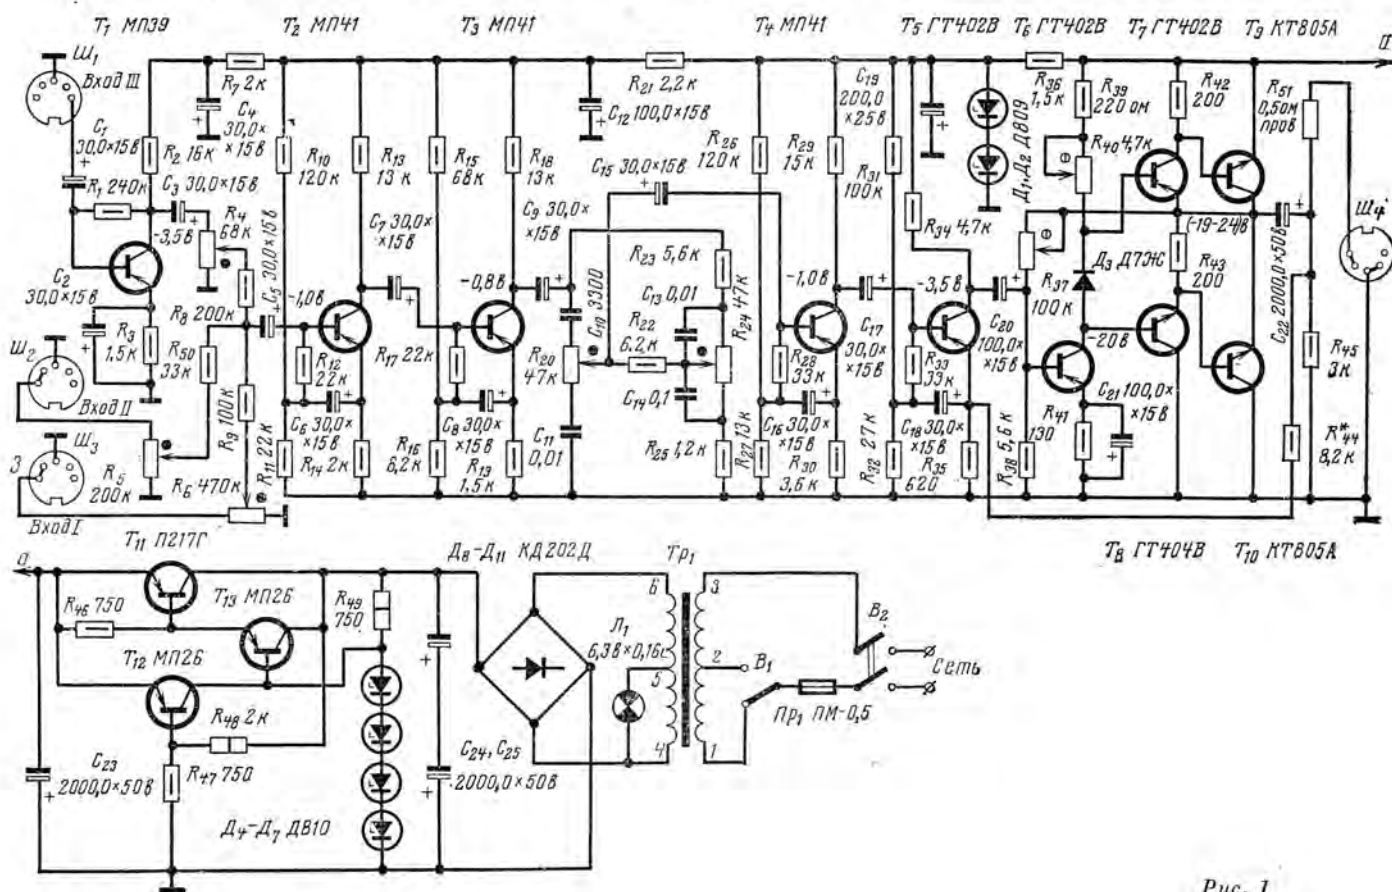 T₁ МП39
T₂ МП41
T₃ МП41
T₄ МП41
T₅ ГТ402В
T₆ ГТ402В
T₇ ГТ402В
T₉ КТ805А
Ш₁
Вход III
C₁
30,0×15в
R₂ 16к
R₁ 240к
C₃ 30,0×15в
-3,5в
R₄
68к
C₂
30,0×15в
R₃
1,5к
R₇ 2к
C₄
30,0×
×15в
C₅ 30,0×15в
R₈ 200к
R₅₀
33к
R₉ 100к
Ш₂
Вход II
Ш₃
3
R₅
200к
Вход I
R₆ 470к
R₁₀
120к
-1,0в
R₁₂
22к
R₁₁ 22к
C₆ 30,0×
×15в
R₁₄ 2к
R₁₃
13к
C₇ 30,0×
×15в
R₁₅
68к
-0,8в
R₁₇ 22к
R₁₆
6,2к
C₈ 30,0×
×15в
R₁₃
1,5к
R₁₈
13к
C₉ 30,0×
×15в
R₂₁ 2,2к
C₁₂ 100,0×15в
C₁₅ 30,0×15в
C₁₀ 3300
R₂₀
47к
C₁₁
0,01
R₂₂
6,2к
R₂₃ 5,6к
C₁₃ 0,01
R₂₄ 47к
C₁₄ 0,1
R₂₅ 1,2к
R₂₆
120к
-1,0в
R₂₈
33к
R₂₇ 13к
C₁₆ 30,0×
×15в
R₃₀
3,6к
R₂₉
15к
C₁₇
30,0×
×15в
C₁₉
200,0
×25в
R₃₁
100к
R₃₄ 4,7к
-3,5в
R₃₃
33к
R₃₂ 27к
C₁₈ 30,0×
×15в
R₃₅
620
Д₁,Д₂ Д809
C₂₀
100,0×
×15в
R₃₆
1,5к
R₃₉
220 ом
R₄₀ 4,7к
R₃₇
100к
Д₃ Д7Ж
R₃₈ 5,6к
R₄₁
130
-20в
C₂₁ 100,0×
×15в
R₄₂
200
(-19-24)в
R₄₃
200
R₅₁
0,5ом
пров
C₂₂ 2000,0×50в
R₄₅
3к
R*₄₄
8,2к
Ш₄
а
T₈ ГТ404В
T₁₀ КТ805А
а
T₁₁ П217Г
R₄₆ 750
T₁₃ МП26
T₁₂ МП26
R₄₈ 2к
R₄₇ 750
C₂₃
2000,0×50в
R₄₉
750
Д₄-Д₇ Д810
C₂₄, C₂₅
2000,0×50в
Д₈-Д₁₁ КД202Д
Л₁
6,3в×0,16а
Тр₁
6
5
4
3
2
1
В₁
В₂
Сеть
Пр₁ ПМ-0,5
Рис. 1